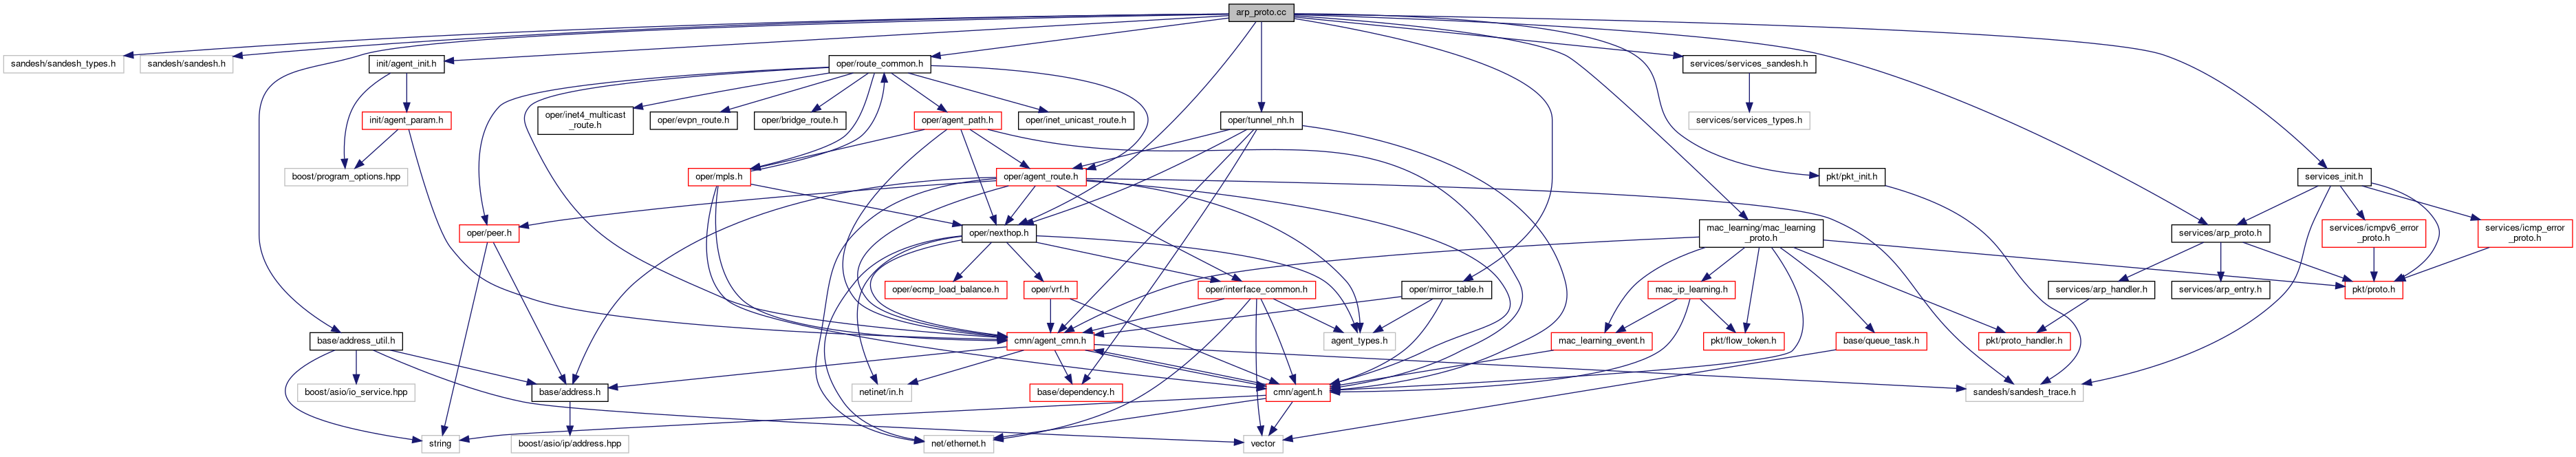 arp_proto.cc
sandesh/sandesh_types.h
sandesh/sandesh.h
init/agent_init.h
oper/route_common.h
services/services_sandesh.h
oper/inet4_multicast
_route.h
oper/evpn_route.h
oper/bridge_route.h
init/agent_param.h
oper/agent_path.h
oper/inet_unicast_route.h
oper/tunnel_nh.h
services/services_types.h
boost/program_options.hpp
oper/mpls.h
oper/agent_route.h
pkt/pkt_init.h
services_init.h
oper/peer.h
oper/nexthop.h
mac_learning/mac_learning
_proto.h
services/arp_proto.h
services/icmpv6_error
_proto.h
services/icmp_error
_proto.h
oper/ecmp_load_balance.h
oper/vrf.h
oper/interface_common.h
oper/mirror_table.h
mac_ip_learning.h
services/arp_handler.h
services/arp_entry.h
pkt/proto.h
base/address_util.h
cmn/agent_cmn.h
agent_types.h
mac_learning_event.h
pkt/flow_token.h
base/queue_task.h
pkt/proto_handler.h
boost/asio/io_service.hpp
base/address.h
netinet/in.h
base/dependency.h
cmn/agent.h
sandesh/sandesh_trace.h
string
boost/asio/ip/address.hpp
net/ethernet.h
vector